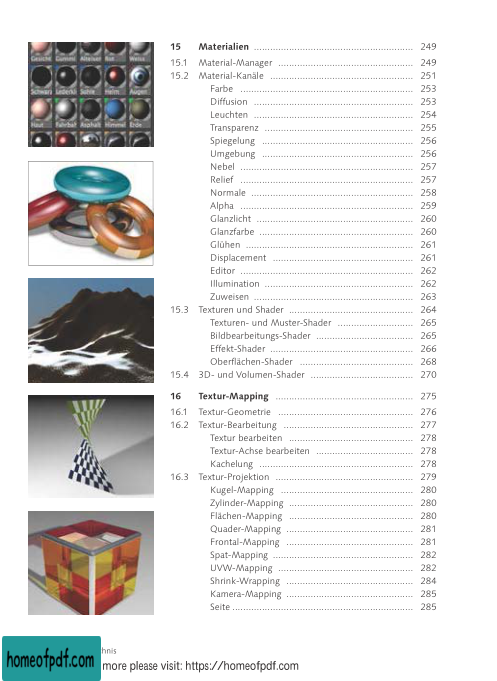 Gesicht Gummi Rot Weiss
Helm Augen
Haut Asphalt Himmel Erde
15 Materialien 249
15.1 Material-Manager 249
15.2 Material-Kanäle 251
Farbe 253
Diffusion 253
Leuchten 254
Transparenz 255
Spiegelung 256
Umgebung 256
Nebel 257
Relief 257
Normale 258
Alpha 259
Glanzlicht 260
Glanzfarbe 260
Glühen 261
Displacement 261
Editor 262
Illumination 262
Zuweisen 263
15.3 Texturen und Shader 264
Texturen- und Muster-Shader 265
Bildbearbeitungs-Shader 265
Effekt-Shader 266
Oberflächen-Shader 268
15.4 3D- und Volumen-Shader 270
16 Textur-Mapping 275
16.1 Textur-Geometrie 276
16.2 Textur-Bearbeitung 277
Textur bearbeiten 278
Textur-Achse bearbeiten 278
Kachelung 278
16.3 Textur-Projektion 279
Kugel-Mapping 280
Zylinder-Mapping 280
Flächen-Mapping 280
Quader-Mapping 281
Frontal-Mapping 281
Spat-Mapping 282
UVW-Mapping 282
Shrink-Wrapping 284
Kamera-Mapping 285
Seite 285
hnis
homeofpdf.com
more please visit: https://homeofpdf.com